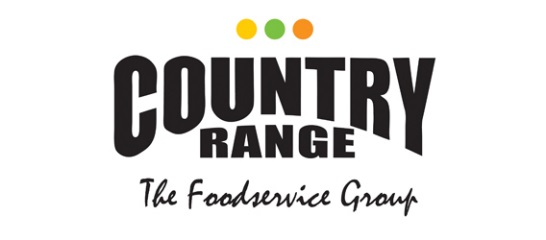 COUNTRY
RANGE
The Foodservice Group